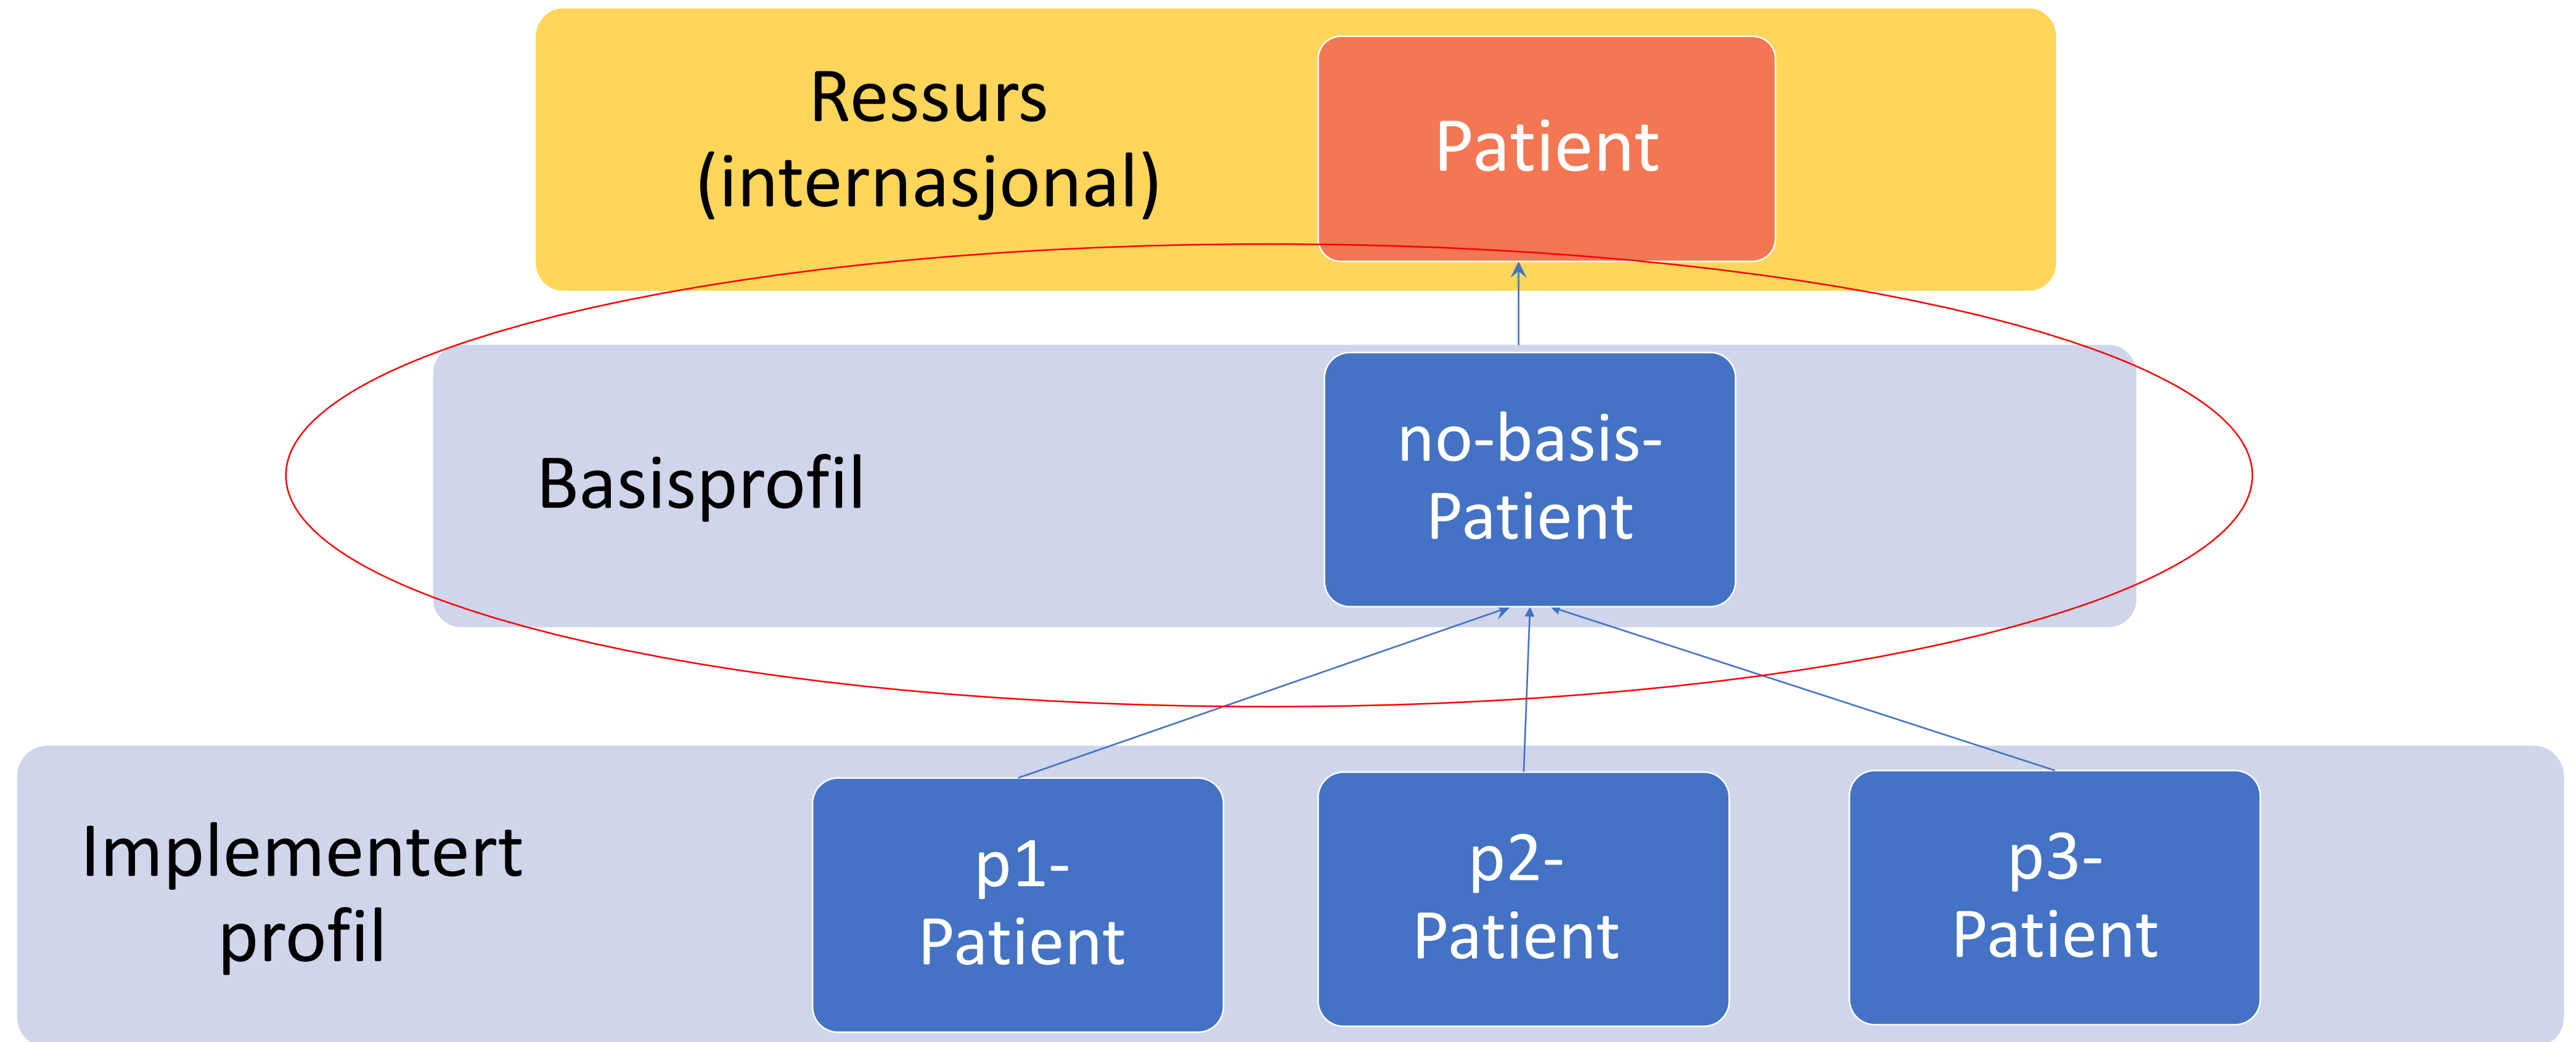 Ressurs
(internasjonal)
Patient
Basisprofil
no-basis-
Patient
Implementert
profil
p1-
Patient
p2-
Patient
p3-
Patient